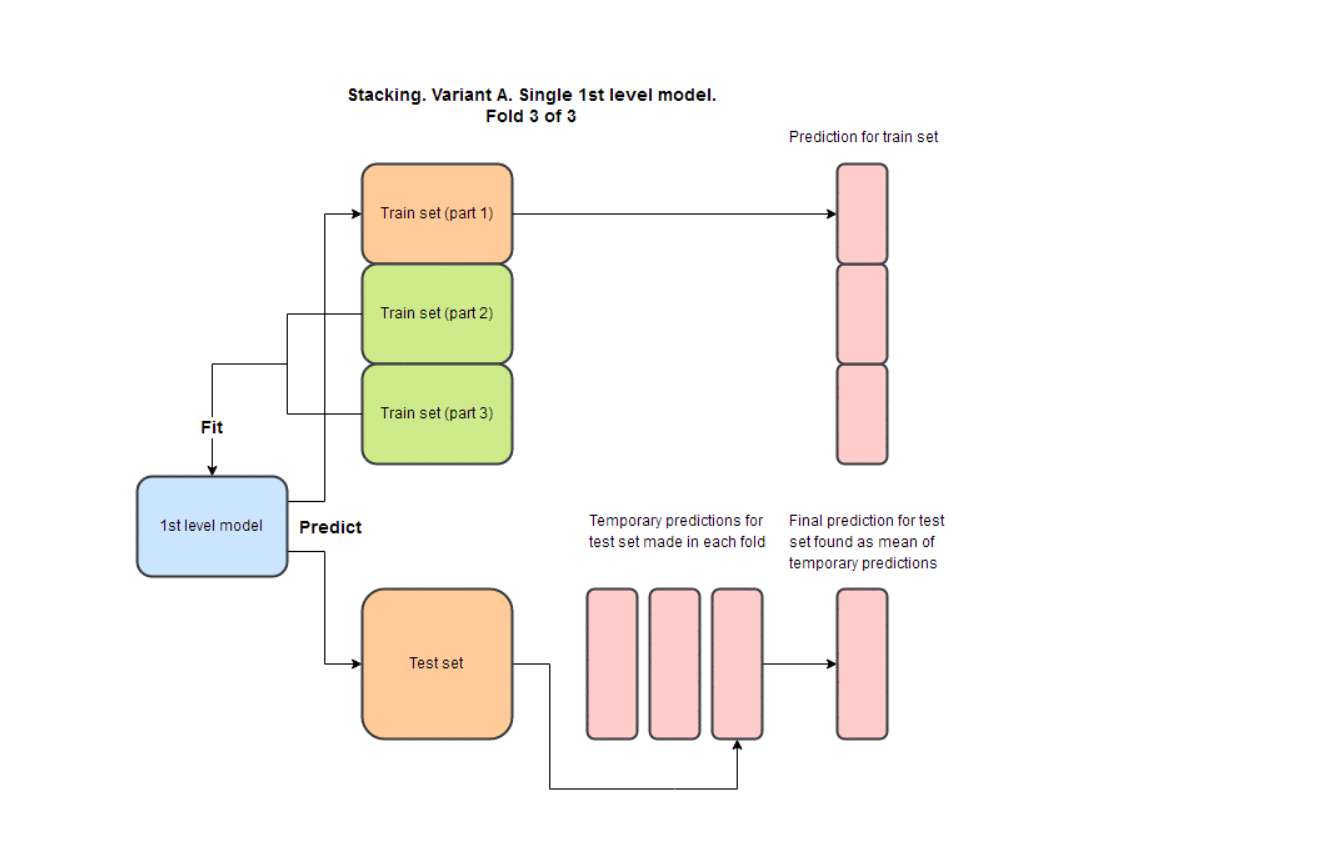 Stacking. Variant A. Single 1st level model.
Fold 3 of 3
Prediction for train set
Train set (part 1)
Train set (part 2)
Train set (part 3)
Fit
1st level model
Predict
Temporary predictions for
test set made in each fold
Final prediction for test
set found as mean of
temporary predictions
Test set